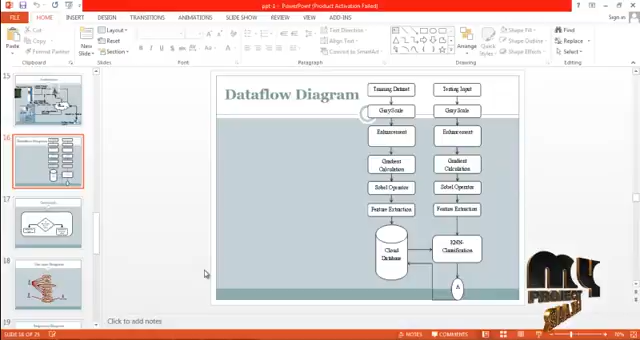 ppt 1 - PowerPoint (Product Activation Failed)
FILE HOME INSERT DESIGN TRANSITIONS ANIMATIONS SLIDE SHOW REVIEW VIEW ADD-INS
Sign in
Paste
Cut
Copy
Format Painter
Clipboard
New
Slide
Layout
Reset
Section
Slides
Font
Paragraph
Text Direction
Align Text
Convert to SmartArt
Drawing
Arrange
Quick
Styles
Shape Fill
Shape Outline
Shape Effects
Find
Replace
Select
Editing
15
16
17
18
19
Dataflow Diagram
Training Dataset
Testing Input
GrayScale
GrayScale
Enhancement
Enhancement
Gradient
Calculation
Gradient
Calculation
Sobel Operator
Sobel Operator
Feature Extraction
Feature Extraction
Cloud
Database
KNN-
Classification
A
Click to add notes
MY
PROJECT
NOTES
COMMENTS